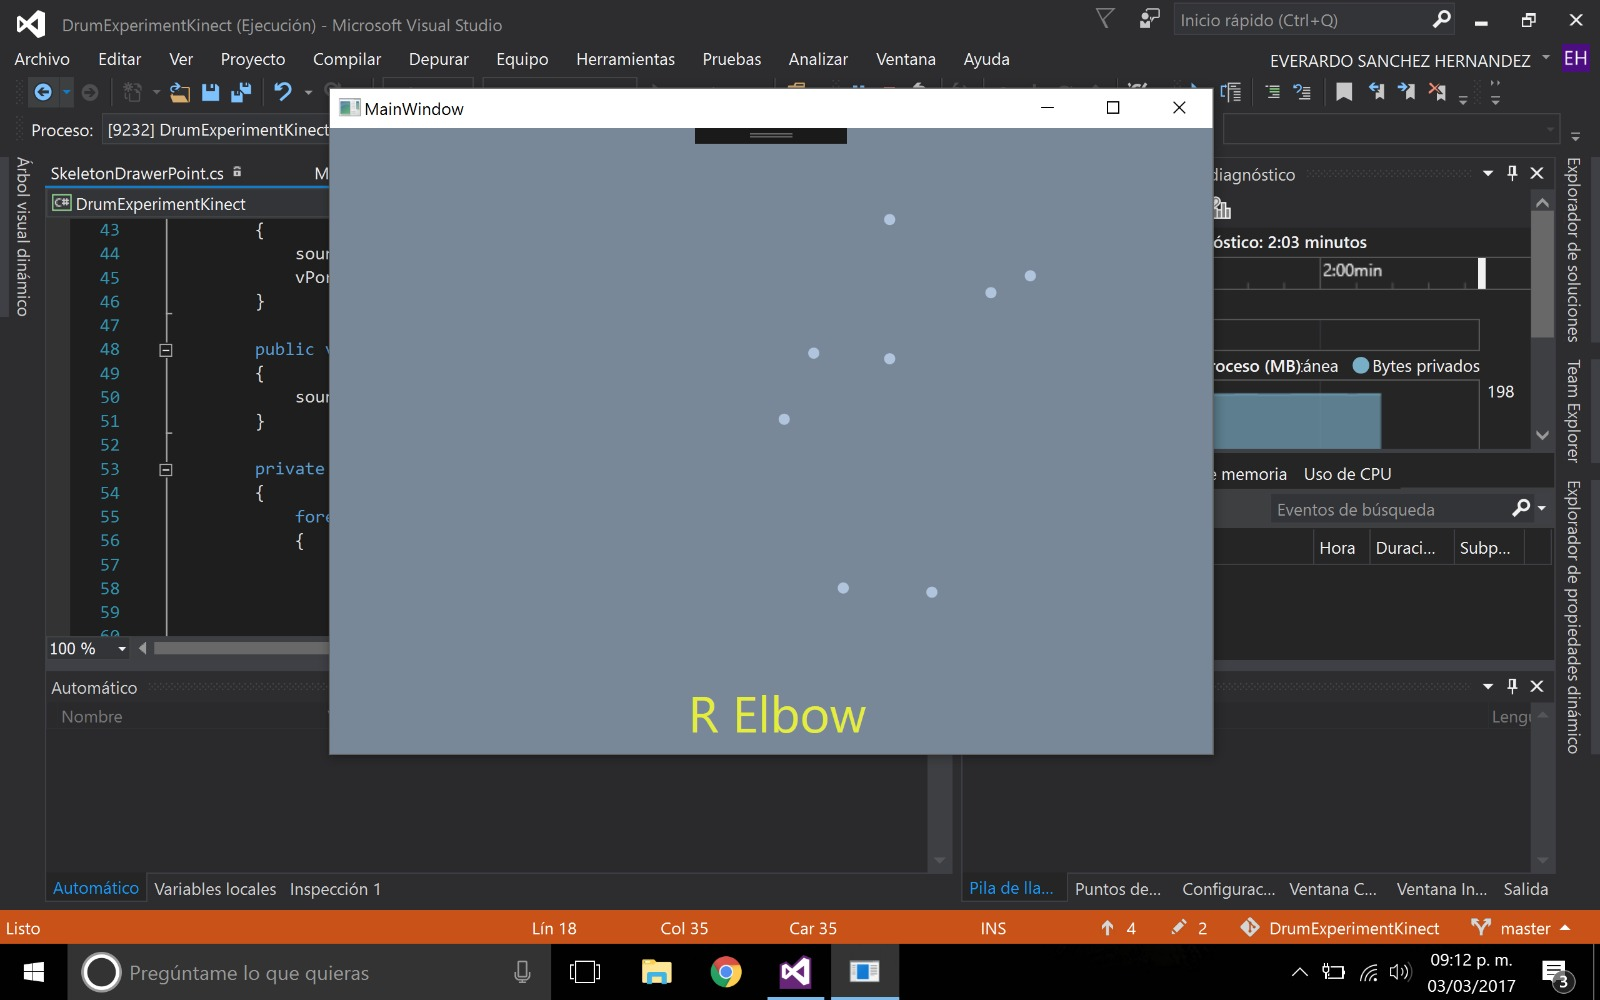 DrumExperimentKinect (Ejecución) - Microsoft Visual Studio
Inicio rápido (Ctrl+Q)
Archivo Editar Ver Proyecto Compilar Depurar Equipo Herramientas Pruebas Analizar Ventana Ayuda
EVERARDO SANCHEZ HERNANDEZ EH
Proceso: [9232] DrumExperimentKinect
MainWindow
Árbol visual dinámico
SkeletonDrawerPoint.cs M
DrumExperimentKinect
43 {
44 sour
45 vPor
46 }
47
48 public v
49 {
50 sour
51 }
52
53 private
54 {
55 fore
56 {
57
58
59
60
100 %
R Elbow
diagnóstico
óstico: 2:03 minutos
2:00min
roceso (MB) ánea Bytes privados
198
e memoria Uso de CPU
Eventos de búsqueda
Hora Duraci... Subp...
Explorador de soluciones
Team Explorer
Explorador de propiedades dinámico
Automático
Nombre
Lengu
Automático Variables locales Inspección 1
Pila de lla... Puntos de... Configurac... Ventana C... Ventana In... Salida
Listo Lín 18 Col 35 Car 35 INS 4 2 DrumExperimentKinect master
Pregúntame lo que quieras
09:12 p. m.
03/03/2017
3